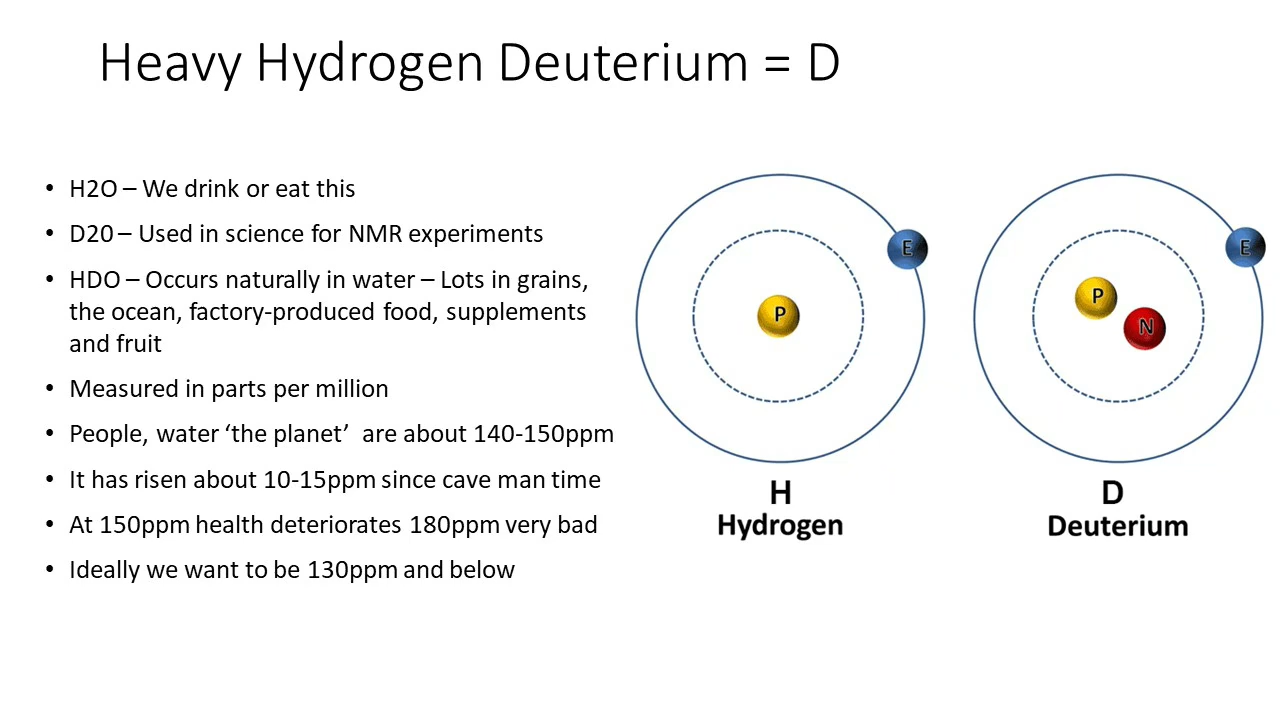 Heavy Hydrogen Deuterium = D
• H2O – We drink or eat this
• D20 – Used in science for NMR experiments
• HDO – Occurs naturally in water – Lots in grains,
the ocean, factory-produced food, supplements
and fruit
• Measured in parts per million
• People, water ‘the planet’ are about 140-150ppm
• It has risen about 10-15ppm since cave man time
• At 150ppm health deteriorates 180ppm very bad
• Ideally we want to be 130ppm and below
E
P
H
Hydrogen
E
P
N
D
Deuterium